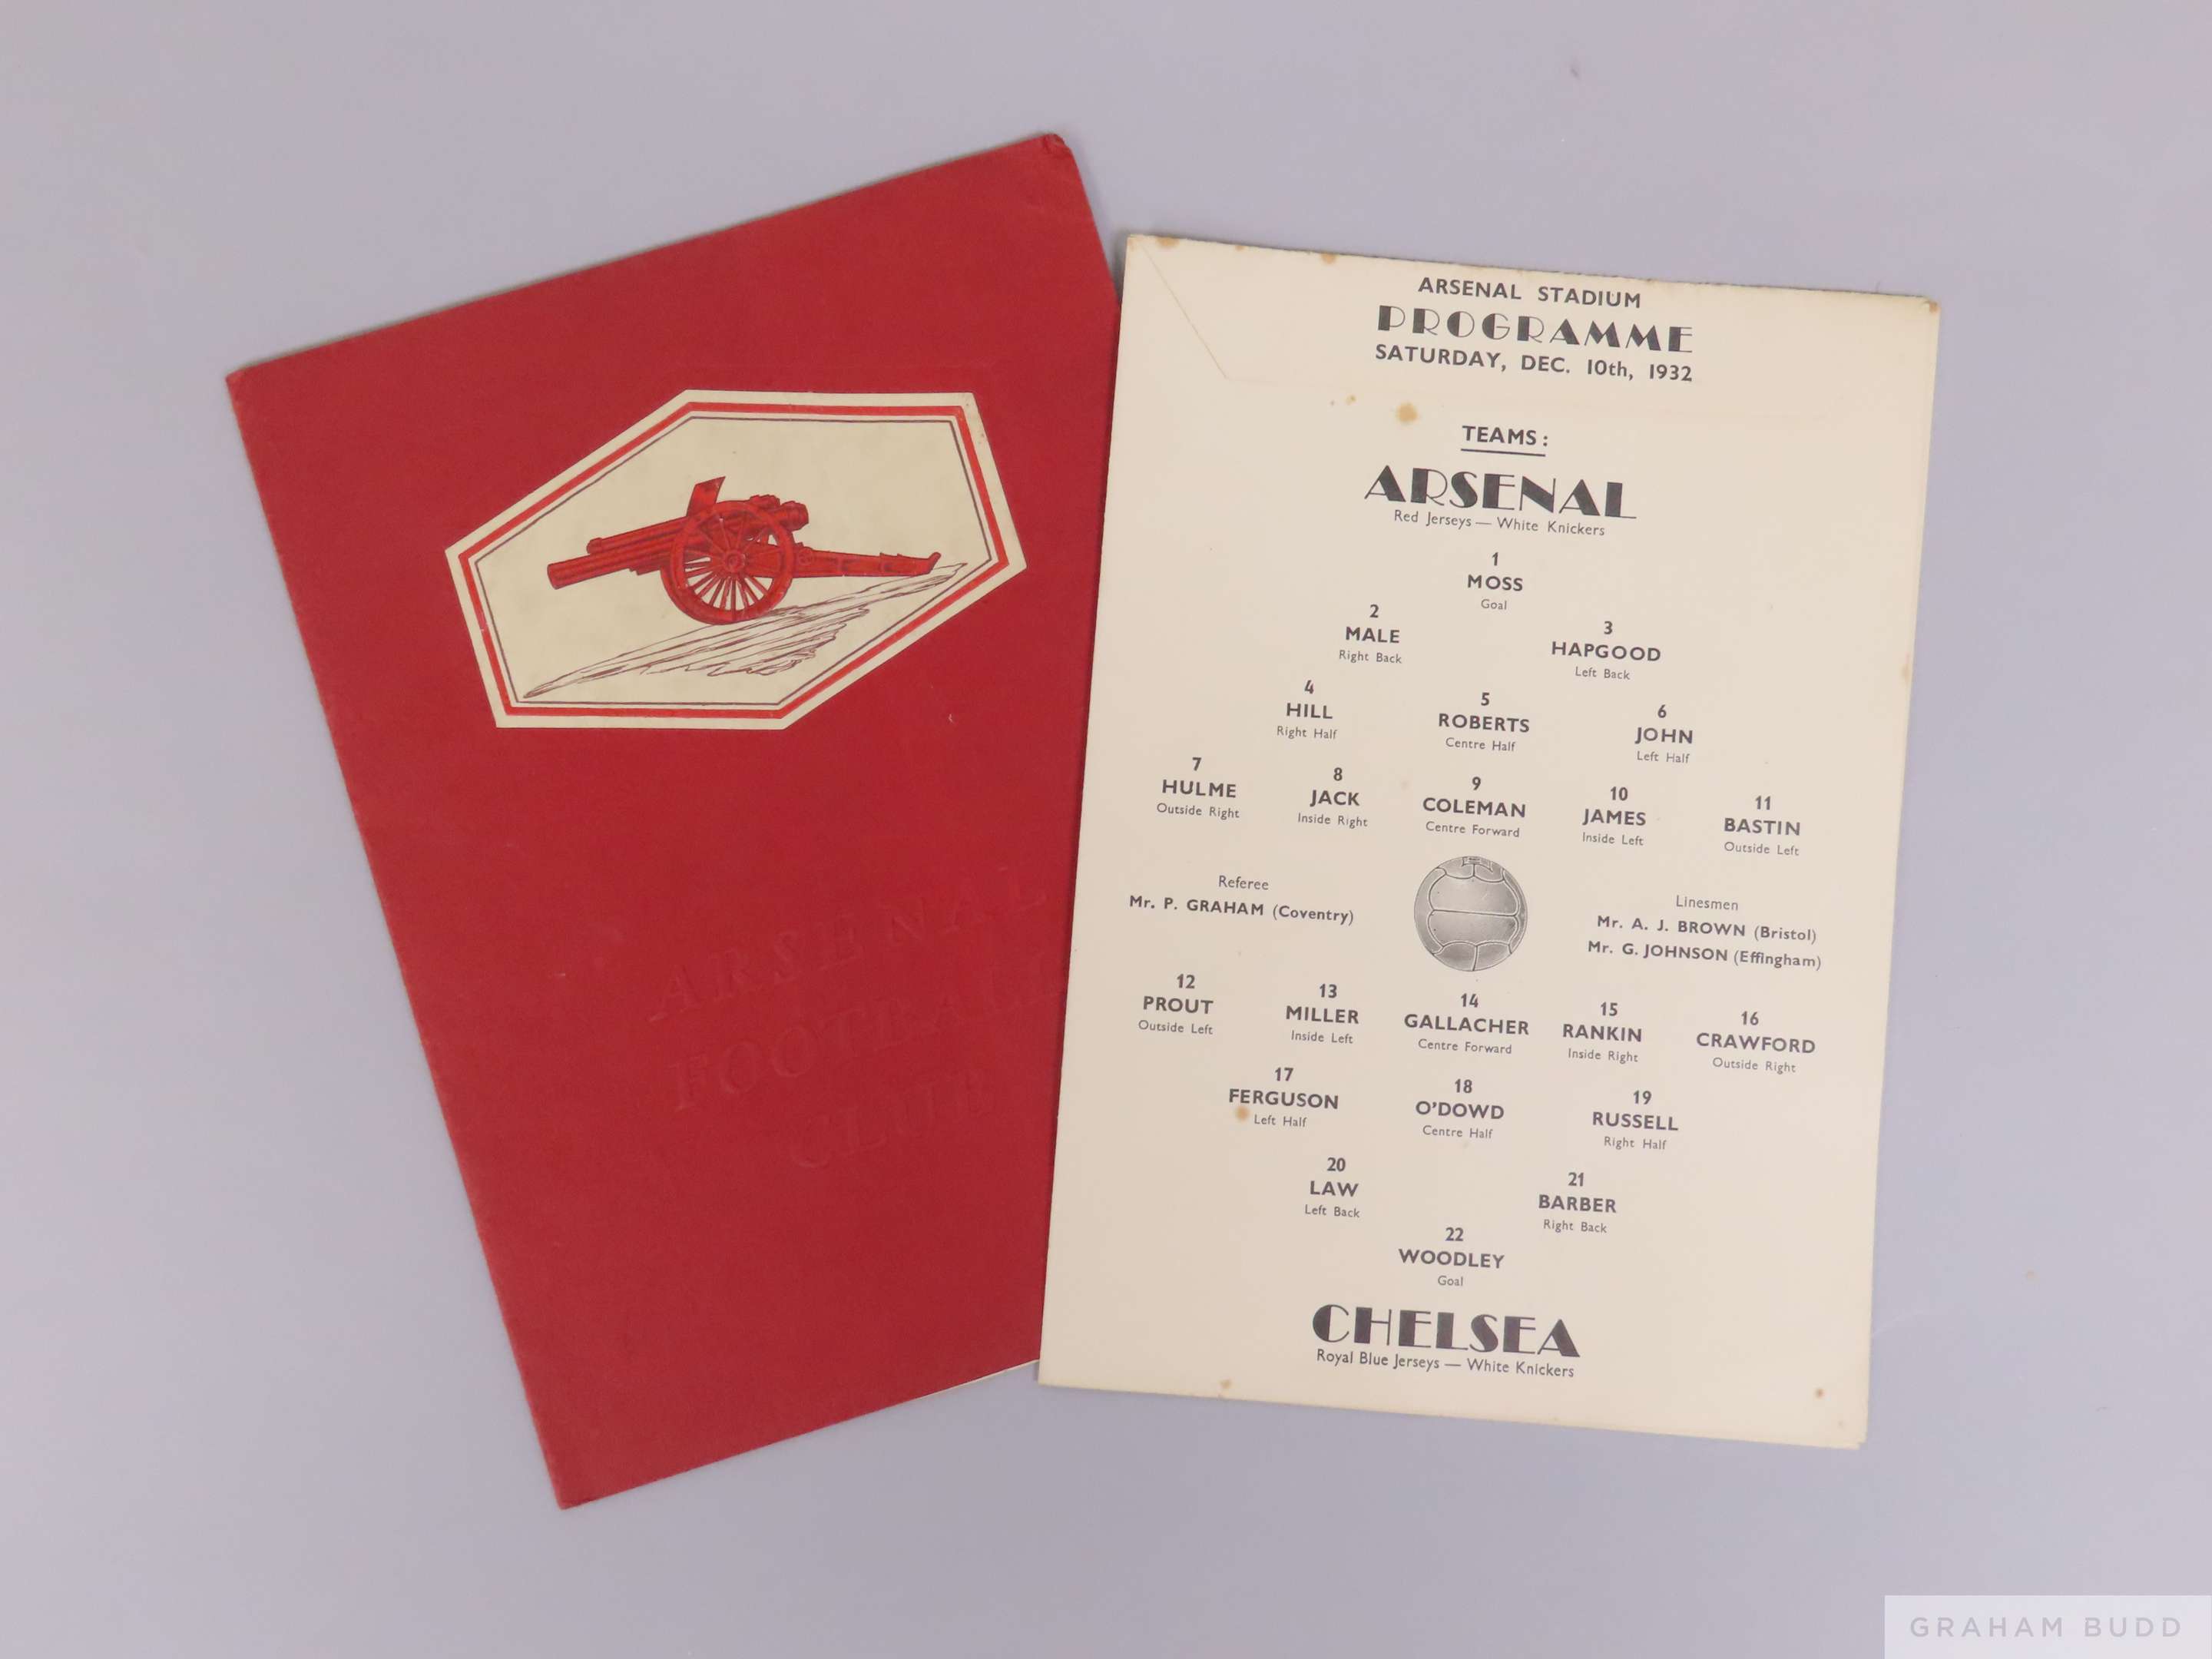 ARSENAL
FOOTBALL
CLUB
ARSENAL STADIUM
PROGRAMME
SATURDAY, DEC. 10th, 1932
TEAMS:
ARSENAL
Red Jerseys — White Knickers
1
MOSS
Goal
2 3
MALE HAPGOOD
Right Back Left Back
4 5 6
HILL ROBERTS JOHN
Right Half Centre Half Left Half
7 8 9 10 11
HULME JACK COLEMAN JAMES BASTIN
Outside Right Inside Right Centre Forward Inside Left Outside Left
Referee
Mr. P. GRAHAM (Coventry)
Linesmen
Mr. A. J. BROWN (Bristol)
Mr. G. JOHNSON (Effingham)
12 13 14 15 16
PROUT MILLER GALLACHER RANKIN CRAWFORD
Outside Left Inside Left Centre Forward Inside Right Outside Right
17 18 19
FERGUSON O'DOWD RUSSELL
Left Half Centre Half Right Half
20 21
LAW BARBER
Left Back Right Back
22
WOODLEY
Goal
CHELSEA
Royal Blue Jerseys — White Knickers
GRAHAM BUDD